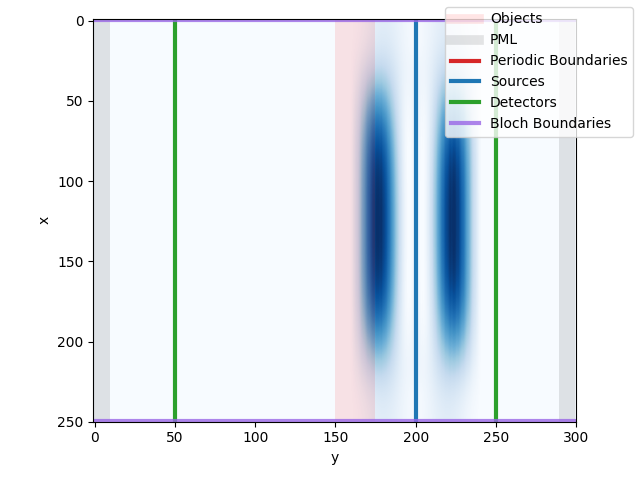 Objects
PML
Periodic Boundaries
Sources
Detectors
Bloch Boundaries
0
50
100
150
200
250
x
0 50 100 150 200 250 300
y